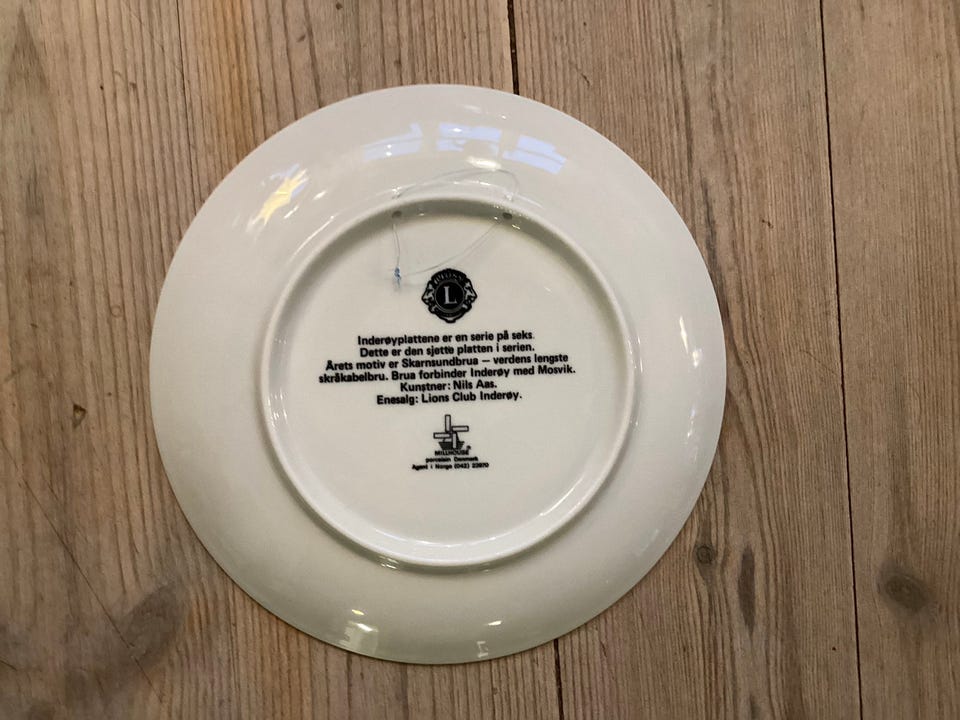 LIONS
L
Inderøyplattene er en serie på seks.
Dette er den sjette platten i serien.
Årets motiv er Skarnsundbrua – verdens lengste
skråkabelbru. Brua forbinder Inderøy med Mosvik.
Kunstner: Nils Aas.
Enesalg: Lions Club Inderøy.
MILLHOUSE
porcelain Denmark
Agent i Norge (042) 22870